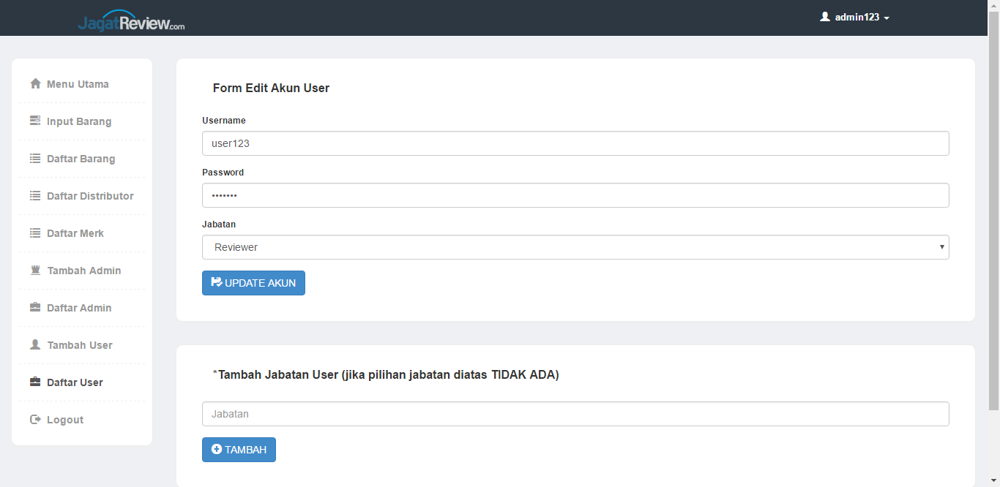 JagatReview.com
admin123
Menu Utama
Input Barang
Daftar Barang
Daftar Distributor
Daftar Merk
Tambah Admin
Daftar Admin
Tambah User
Daftar User
Logout
Form Edit Akun User
Username
user123
Password
•••••••
Jabatan
Reviewer
UPDATE AKUN
*Tambah Jabatan User (jika pilihan jabatan diatas TIDAK ADA)
Jabatan
TAMBAH